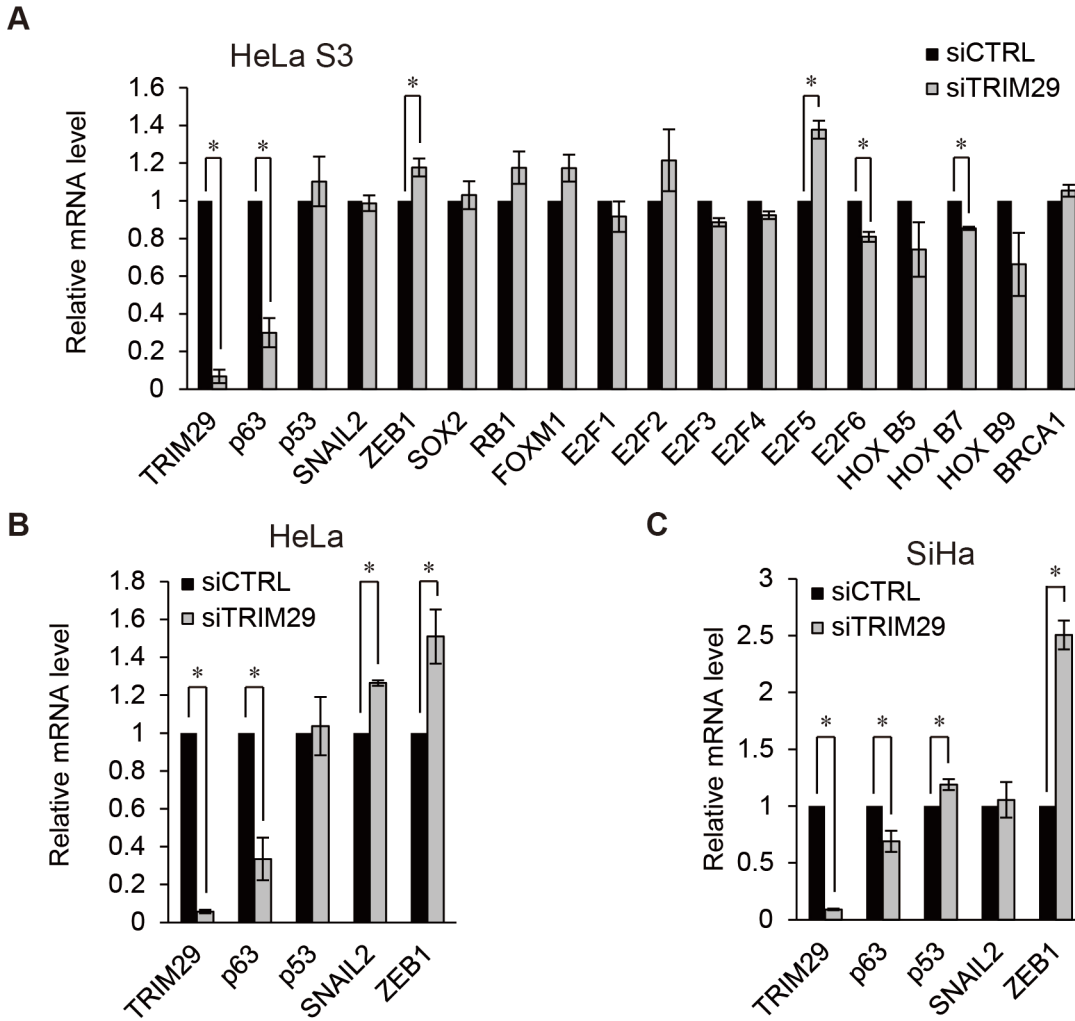 A
HeLa S3
siCTRL
siTRIM29
*
*
*
*
*
*
Relative mRNA level
1.6
1.4
1.2
1
0.8
0.6
0.4
0.2
0
TRIM29
p63
p53
SNAIL2
ZEB1
SOX2
RB1
FOXM1
E2F1
E2F2
E2F3
E2F4
E2F5
E2F6
HOX B5
HOX B7
HOX B9
BRCA1
B
HeLa
siCTRL
siTRIM29
*
*
*
*
Relative mRNA level
1.8
1.6
1.4
1.2
1
0.8
0.6
0.4
0.2
0
TRIM29
p63
p53
SNAIL2
ZEB1
C
SiHa
siCTRL
siTRIM29
*
*
*
*
Relative mRNA level
3
2.5
2
1.5
1
0.5
0
TRIM29
p63
p53
SNAIL2
ZEB1